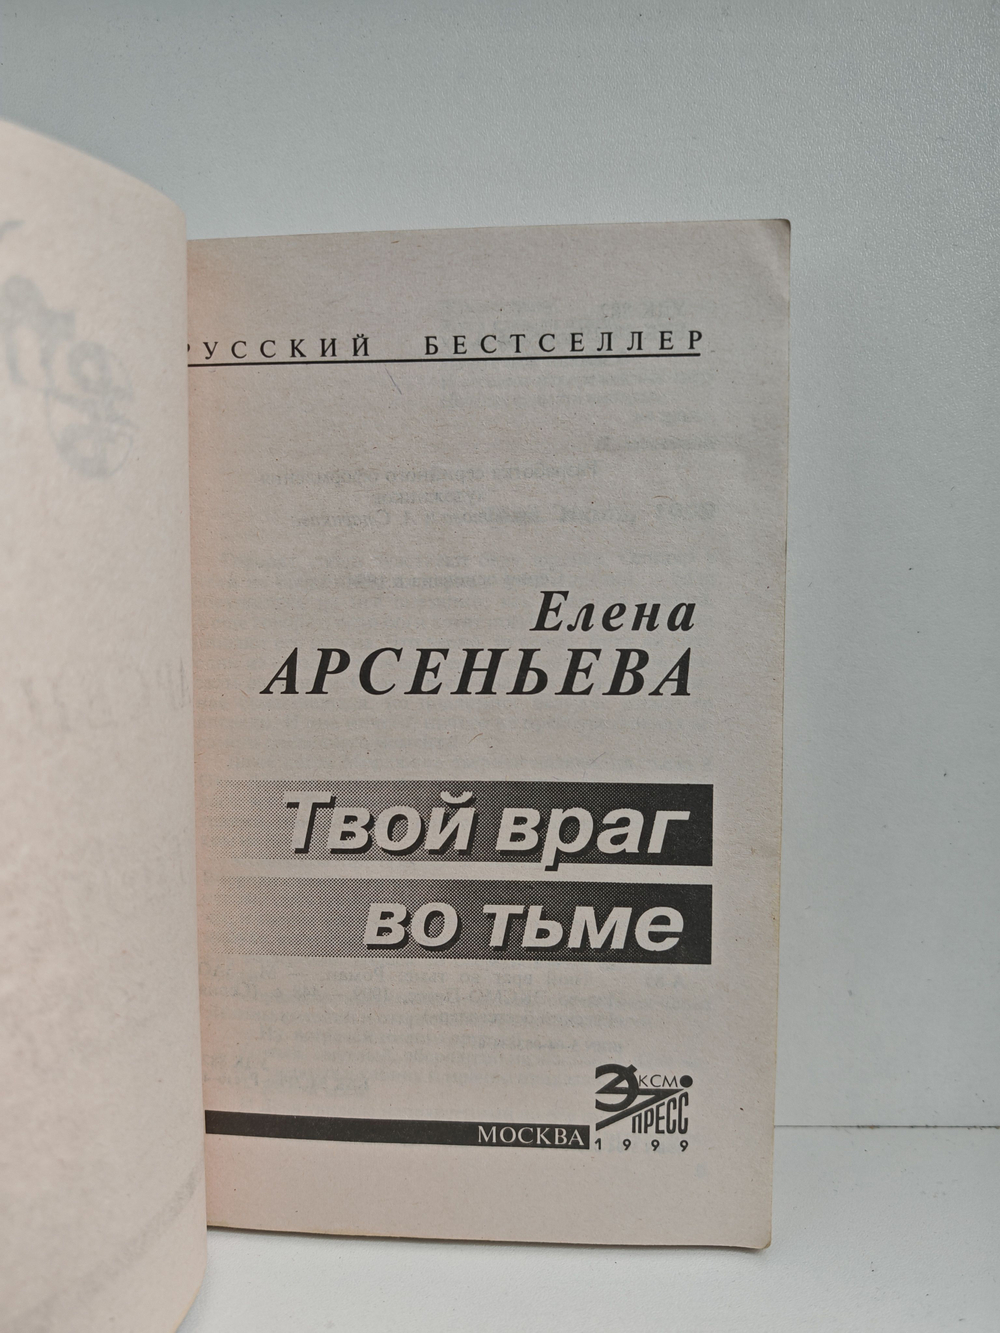 РУССКИЙ БЕСТСЕЛЛЕР
Елена
АРСЕНЬЕВА
Твой враг
во тьме
ЭКСМО
ПРЕСС
МОСКВА
1999